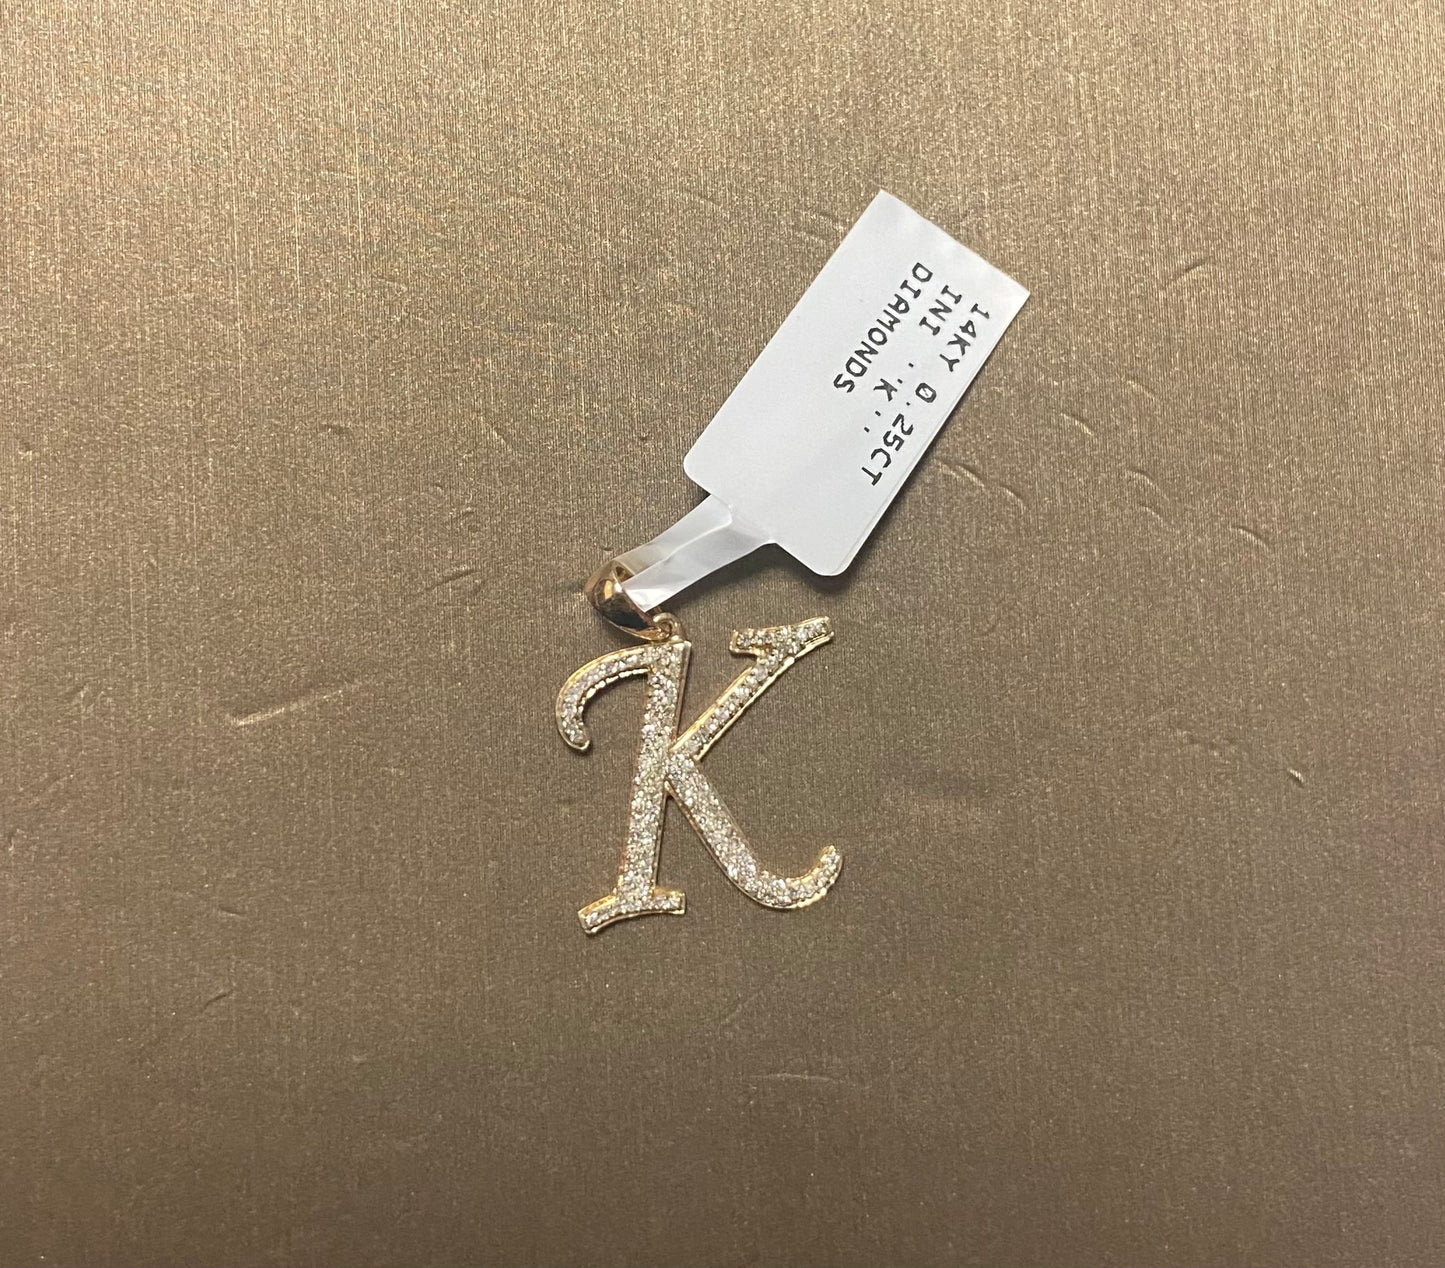 14KY 0.25CT
INI ..K...
DIAMONDS
K